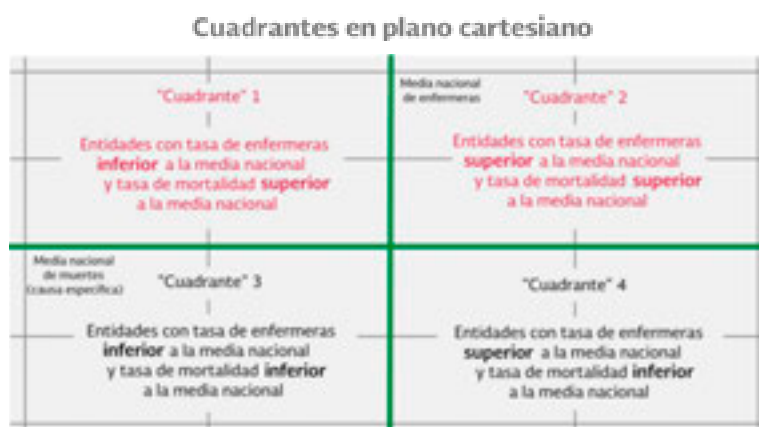 Cuadrantes en plano cartesiano
"Cuadrante" 1
Entidades con tasa de enfermeras
inferior a la media nacional
y tasa de mortalidad superior
a la media nacional
Media nacional
de enfermeras
"Cuadrante" 2
Entidades con tasa de enfermeras
superior a la media nacional
y tasa de mortalidad superior
a la media nacional
Media nacional
de muertes
(causa específica)
"Cuadrante" 3
Entidades con tasa de enfermeras
inferior a la media nacional
y tasa de mortalidad inferior
a la media nacional
"Cuadrante" 4
Entidades con tasa de enfermeras
superior a la media nacional
y tasa de mortalidad inferior
a la media nacional